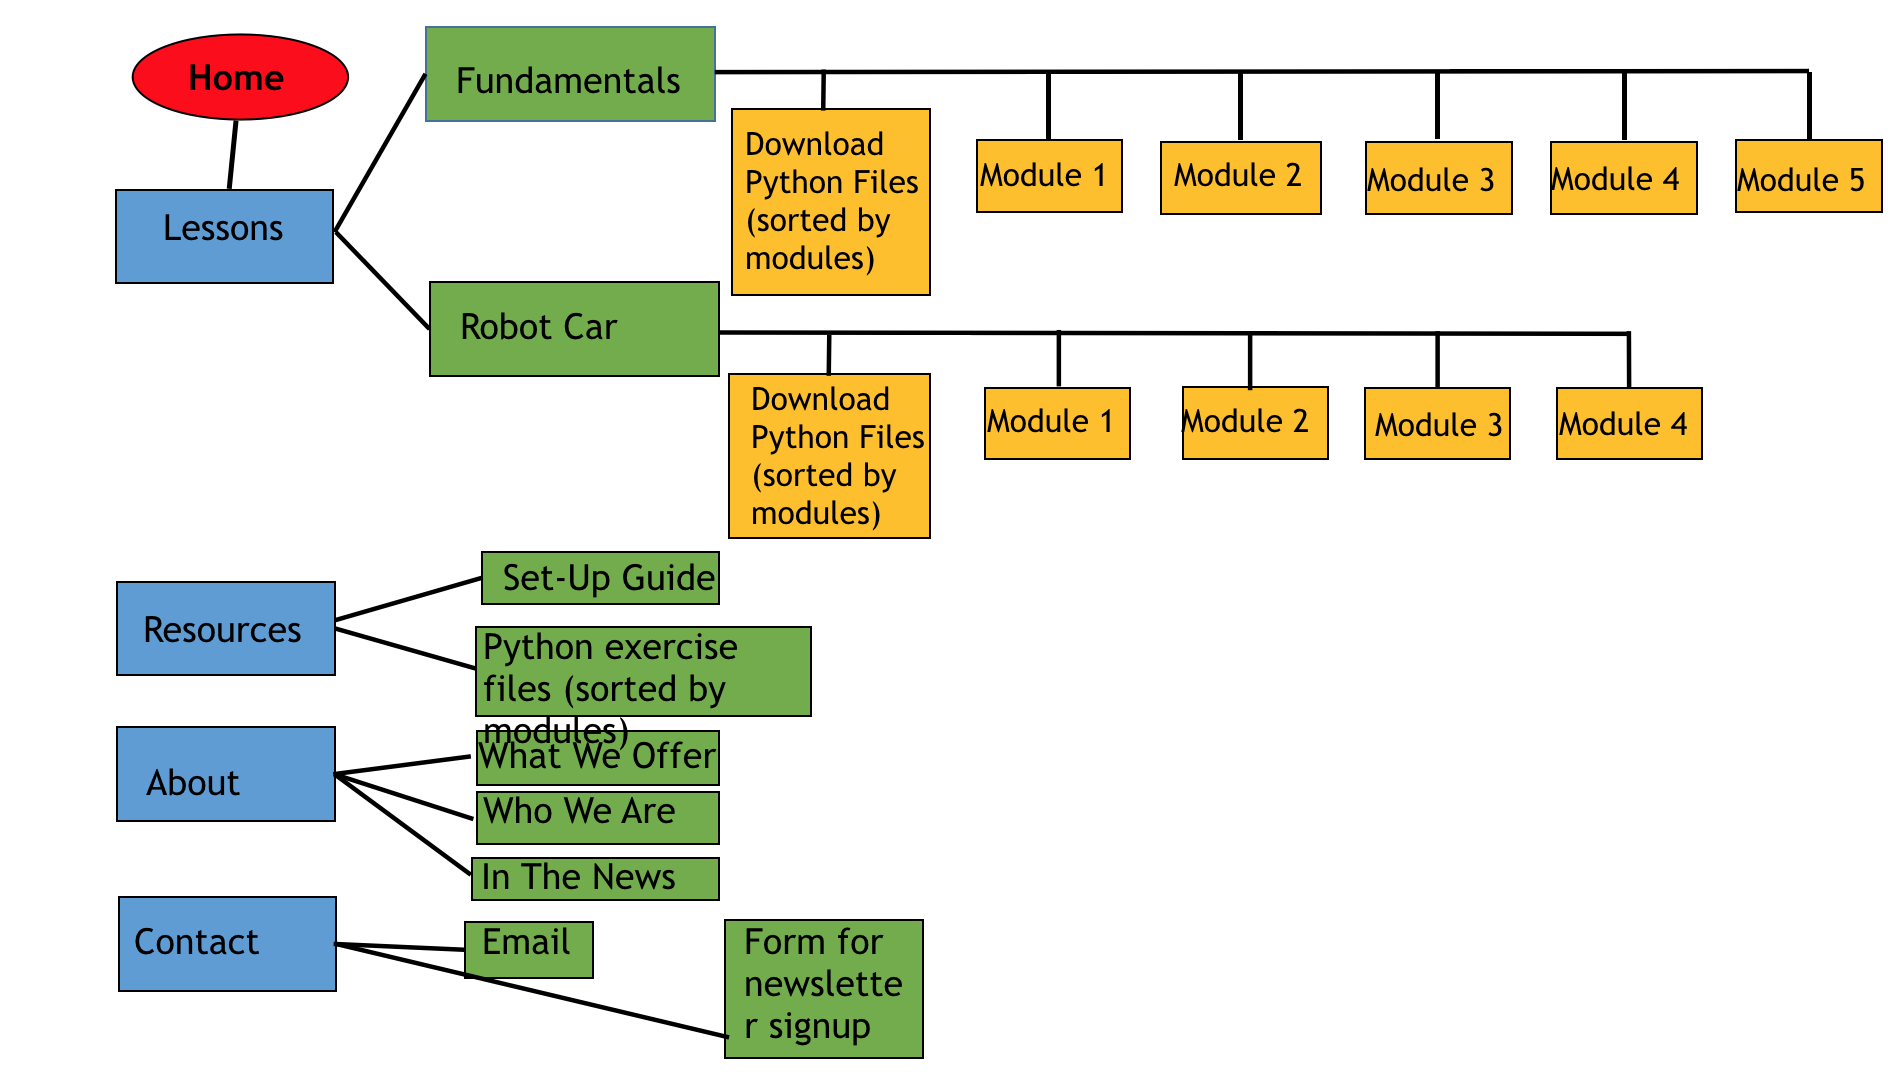 Home
Fundamentals
Lessons
Download
Python Files
(sorted by
modules)
Module 1
Module 2
Module 3
Module 4
Module 5
Robot Car
Download
Python Files
(sorted by
modules)
Module 1
Module 2
Module 3
Module 4
Resources
Set-Up Guide
Python exercise
files (sorted by
modules)
About
What We Offer
Who We Are
In The News
Contact
Email
Form for
newslette
r signup